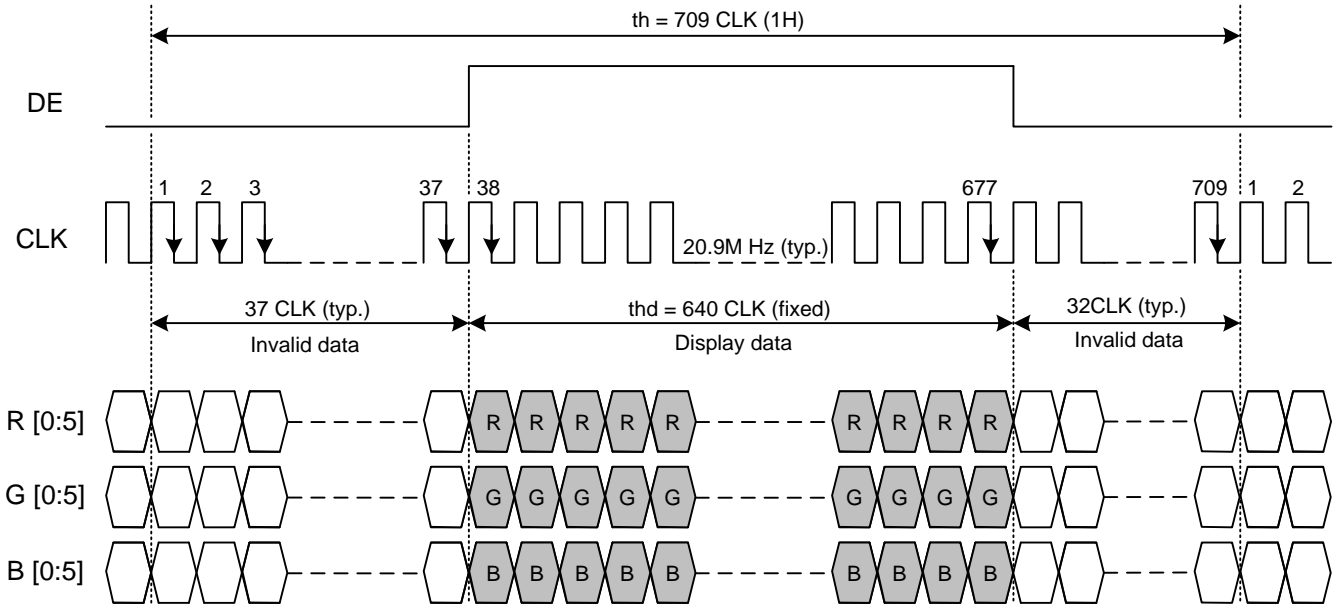 th = 709 CLK (1H)
DE
1 2 3 37 38 677 709 1 2
CLK
20.9M Hz (typ.)
37 CLK (typ.) thd = 640 CLK (fixed) 32CLK (typ.)
Invalid data Display data Invalid data
R [0:5] R R R R R R R R R
G [0:5] G G G G G G G G G
B [0:5] B B B B B B B B B